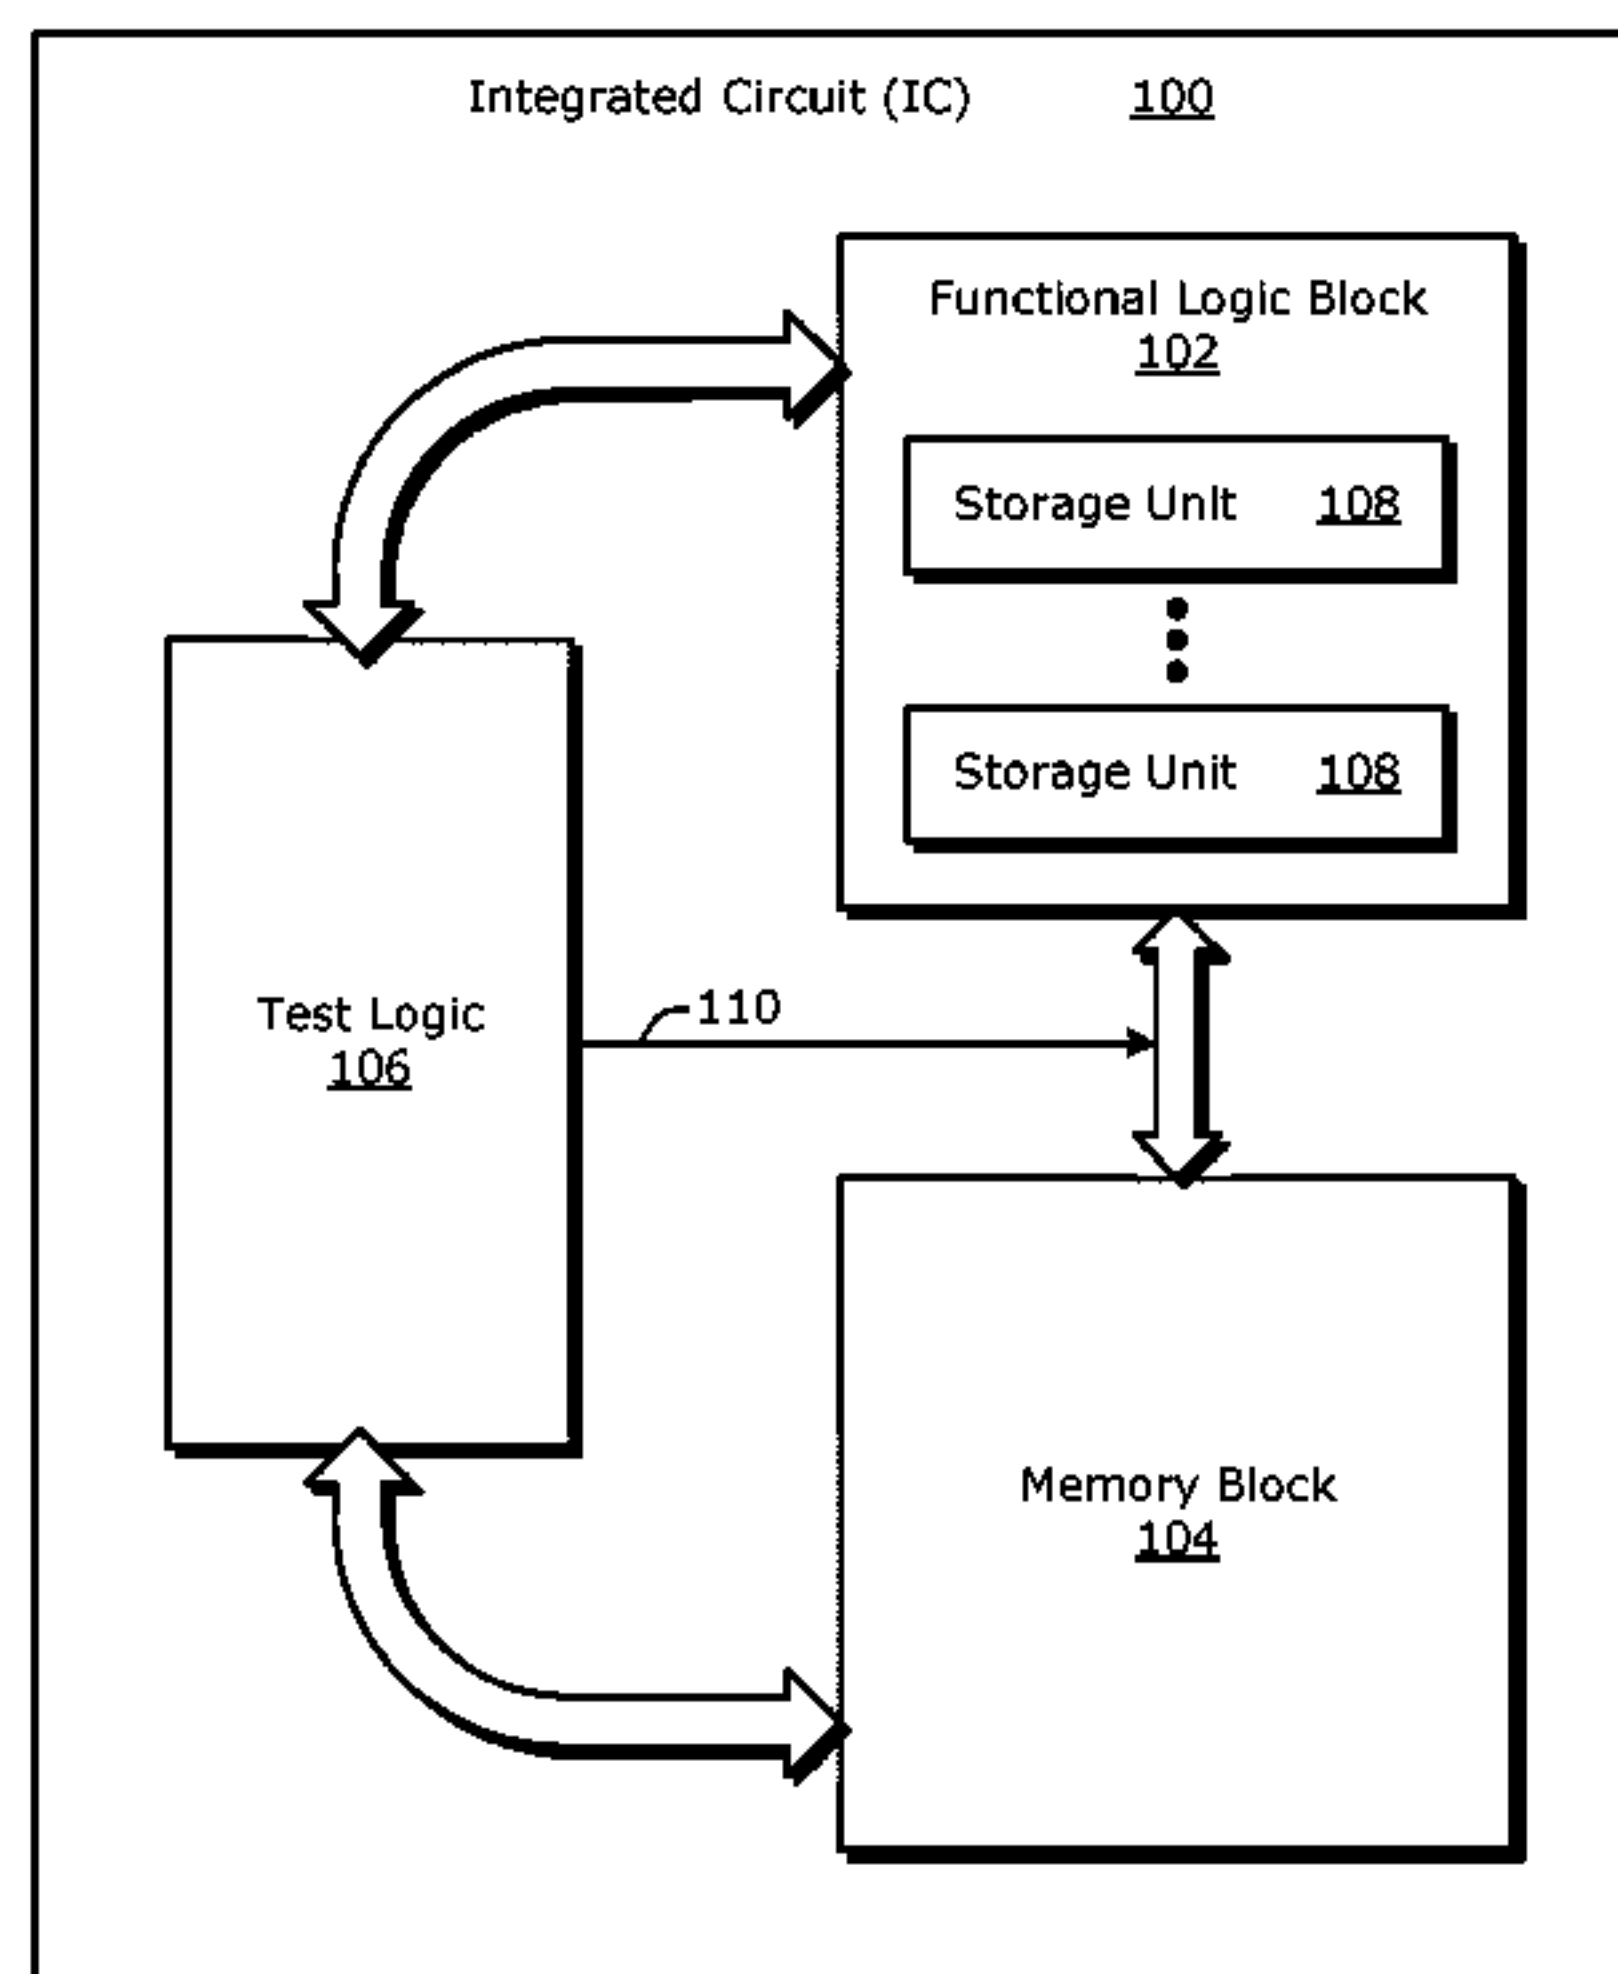 Integrated Circuit (IC) 100
Functional Logic Block
102
Storage Unit 108
Storage Unit 108
110
Test Logic
106
Memory Block
104